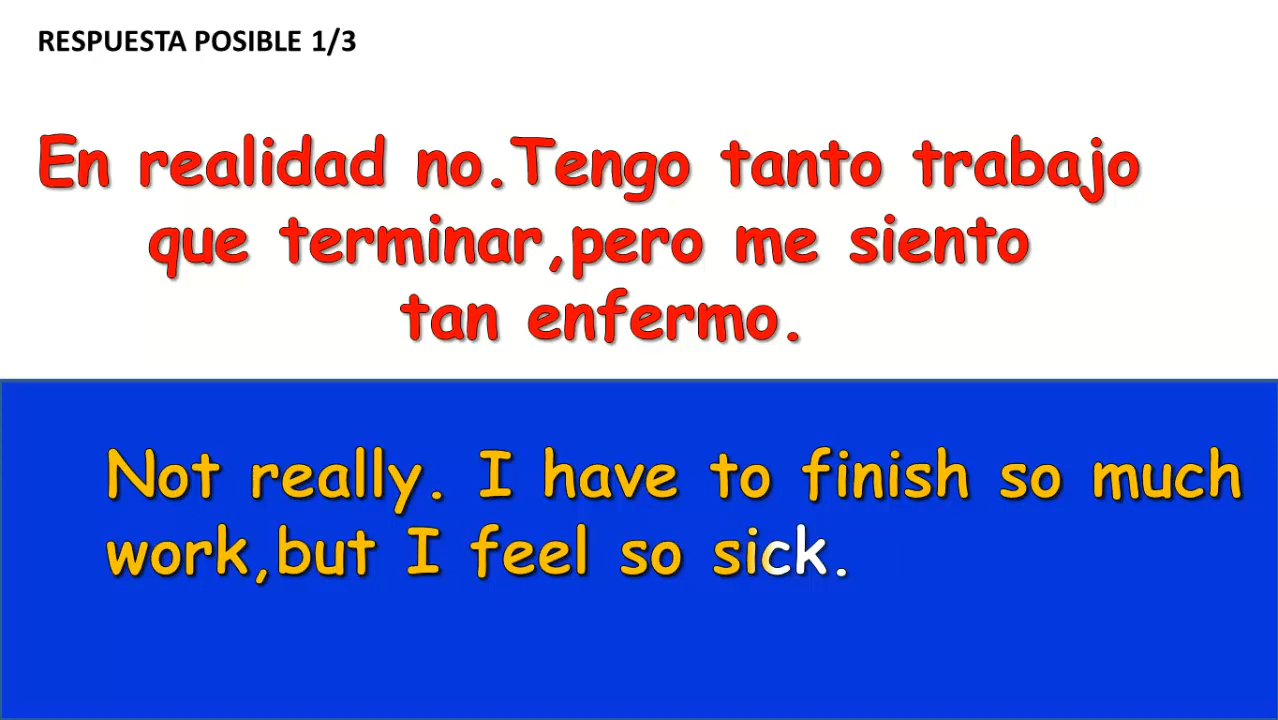 RESPUESTA POSIBLE 1/3
En realidad no.Tengo tanto trabajo
que terminar,pero me siento
tan enfermo.
Not really. I have to finish so much
work,but I feel so sick.